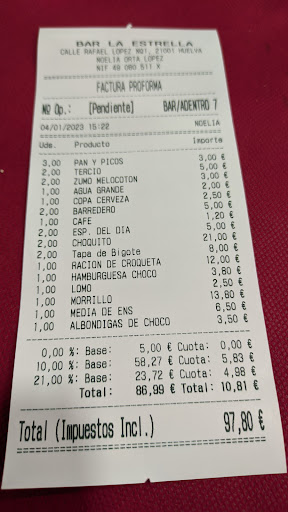 BAR LA ESTRELLA
CALLE RAFAEL LOPEZ Nº1, 21001 HUELVA
NOELIA ORTA LOPEZ
NIF 511 X
FACTURA PROFORMA
Nº Op.: [Pendiente] BAR/ADENTRO 7
04/01/2023 15:22 NOELIA
Uds. Producto Importe
3,00 PAN Y PICOS 3,00 €
2,00 TERCIO 5,00 €
2,00 ZUMO MELOCOTON 3,00 €
1,00 AGUA GRANDE 2,00 €
1,00 COPA CERVEZA 2,50 €
2,00 BARREDERO 5,00 €
1,00 CAFE 1,20 €
2,00 ESP. DEL DIA 5,00 €
2,00 CHOQUITO 21,00 €
2,00 Tapa de Bigote 8,00 €
1,00 RACION DE CROQUETA 12,00 €
1,00 HAMBURGUESA CHOCO 3,80 €
1,00 LOMO 2,50 €
1,00 MORRILLO 13,80 €
1,00 MEDIA DE ENS 6,50 €
1,00 ALBONDIGAS DE CHOCO 3,50 €
0,00 %: Base: 5,00 € Cuota: 0,00 €
10,00 %: Base: 58,27 € Cuota: 5,83 €
21,00 %: Base: 23,72 € Cuota: 4,98 €
Total: 86,99 € Total: 10,81 €
Total (Impuestos Incl.) 97,80 €